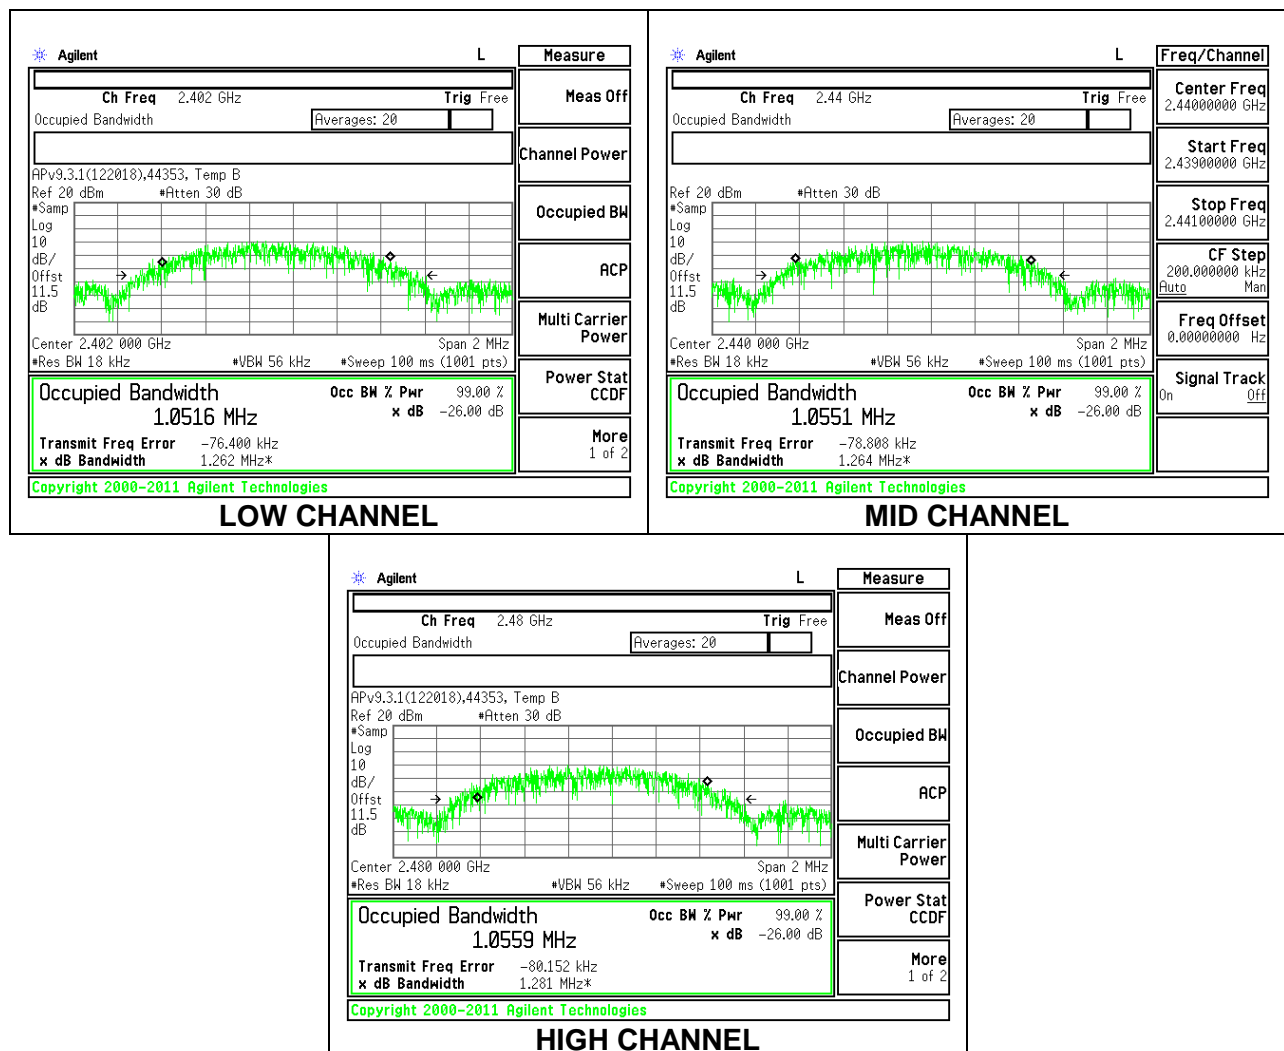 Agilent L Measure
Ch Freq 2.402 GHz Trig Free
Occupied Bandwidth Averages: 20
APv9.3.1(122018),44353, Temp B
Ref 20 dBm #Atten 30 dB
#Samp
Log
10
dB/
Offst
11.5
dB
Center 2.402 000 GHz Span 2 MHz
#Res BW 18 kHz #VBW 56 kHz #Sweep 100 ms (1001 pts)
Occupied Bandwidth Occ BW % Pwr 99.00 %
1.0516 MHz x dB -26.00 dB
Transmit Freq Error -76.400 kHz
x dB Bandwidth 1.262 MHz*
Copyright 2000-2011 Agilent Technologies
Meas Off
Channel Power
Occupied BW
ACP
Multi Carrier
Power
Power Stat
CCDF
More
1 of 2
LOW CHANNEL
Agilent L Freq/Channel
Ch Freq 2.44 GHz Trig Free
Occupied Bandwidth Averages: 20
Ref 20 dBm #Atten 30 dB
#Samp
Log
10
dB/
Offst
11.5
dB
Center 2.440 000 GHz Span 2 MHz
#Res BW 18 kHz #VBW 56 kHz #Sweep 100 ms (1001 pts)
Occupied Bandwidth Occ BW % Pwr 99.00 %
1.0551 MHz x dB -26.00 dB
Transmit Freq Error -78.808 kHz
x dB Bandwidth 1.264 MHz*
Copyright 2000-2011 Agilent Technologies
Center Freq
2.44000000 GHz
Start Freq
2.43900000 GHz
Stop Freq
2.44100000 GHz
CF Step
200.000000 kHz
Auto Man
Freq Offset
0.00000000 Hz
Signal Track
On Off
MID CHANNEL
Agilent L Measure
Ch Freq 2.48 GHz Trig Free
Occupied Bandwidth Averages: 20
APv9.3.1(122018),44353, Temp B
Ref 20 dBm #Atten 30 dB
#Samp
Log
10
dB/
Offst
11.5
dB
Center 2.480 000 GHz Span 2 MHz
#Res BW 18 kHz #VBW 56 kHz #Sweep 100 ms (1001 pts)
Occupied Bandwidth Occ BW % Pwr 99.00 %
1.0559 MHz x dB -26.00 dB
Transmit Freq Error -80.152 kHz
x dB Bandwidth 1.281 MHz*
Copyright 2000-2011 Agilent Technologies
Meas Off
Channel Power
Occupied BW
ACP
Multi Carrier
Power
Power Stat
CCDF
More
1 of 2
HIGH CHANNEL